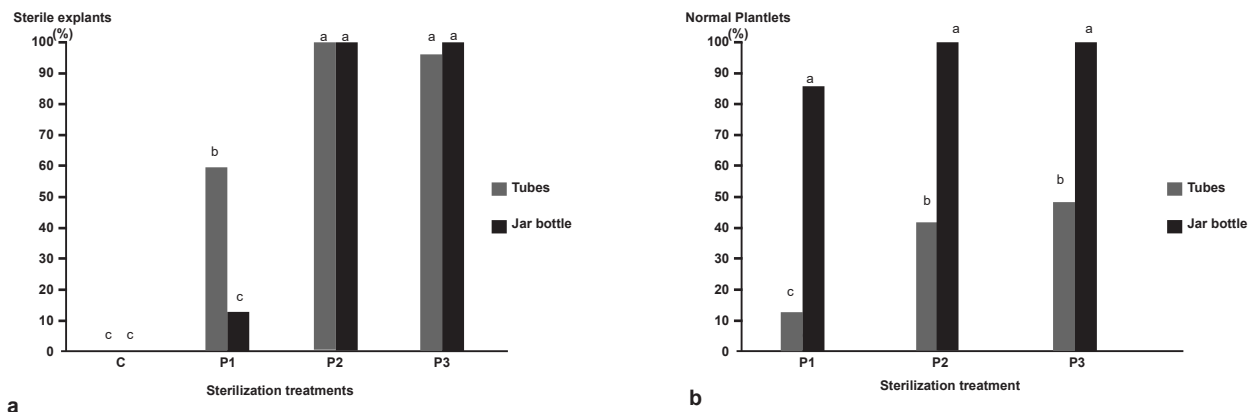 Sterile explants
(%)
100
90
80
70
60
50
40
30
20
10
0
a a
a a
b
c
c c
C P1 P2 P3
Sterilization treatments
Tubes
Jar bottle
a
Normal Plantlets
(%)
100
90
80
70
60
50
40
30
20
10
0
a a
a
b
b
c
P1 P2 P3
Sterilization treatment
Tubes
Jar bottle
b